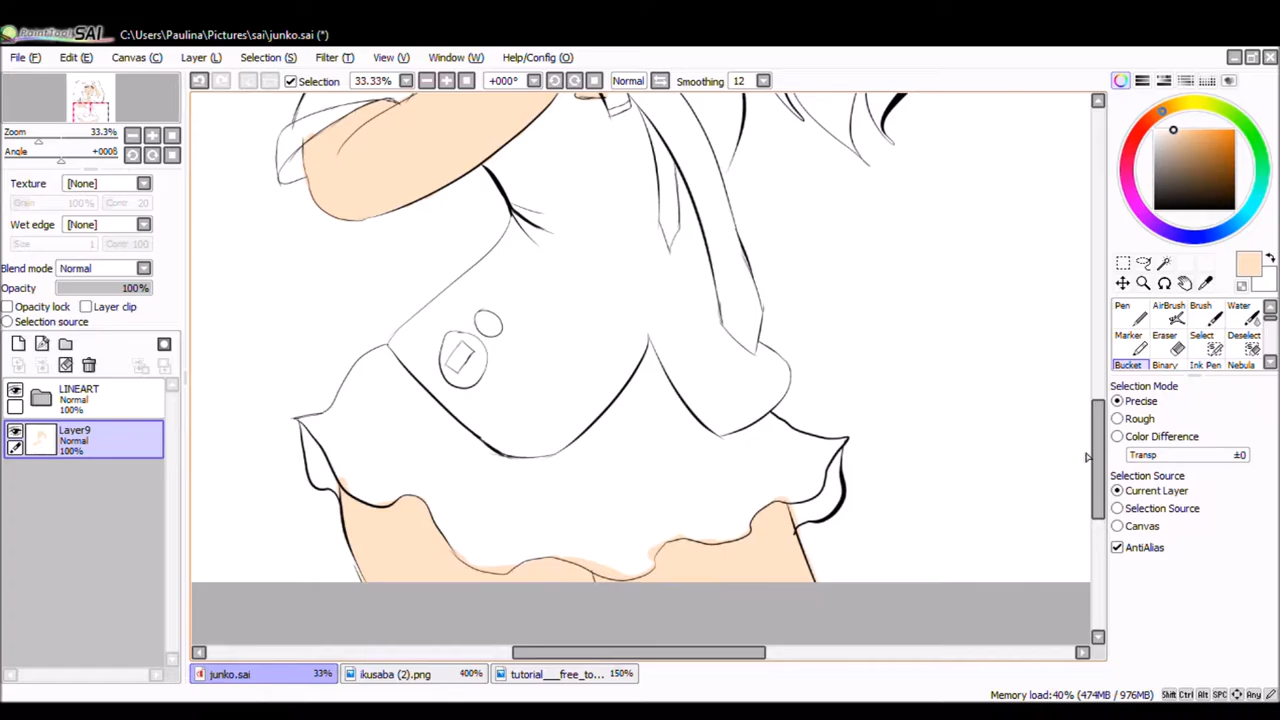 PaintTool SAI C:\Users\Paulina\Pictures\sai\junko.sai (*)
File (F) Edit (E) Canvas (C) Layer (L) Selection (S) Filter (T) View (V) Window (W) Help/Config (O)
Selection 33.33% +000° Normal Smoothing 12
Zoom 33.3%
Angle +000ß
Texture [None]
Grain 100% Contr. 20
Wet edge [None]
Size 1 Contr 100
Blend mode Normal
Opacity 100%
Opacity lock Layer clip
Selection source
LINEART
Normal
100%
Layer9
Normal
100%
Pen AirBrush Brush Water
Marker Eraser Select Deselect
Bucket Binary Ink Pen Nebula
Selection Mode
Precise
Rough
Color Difference
Transp ±0
Selection Source
Current Layer
Selection Source
Canvas
AntiAlias
junko.sai 33% ikusaba (2).png 400% tutorial___free_to... 150%
Memory load:40% (474MB / 976MB) Shift Ctrl Alt SPC Any